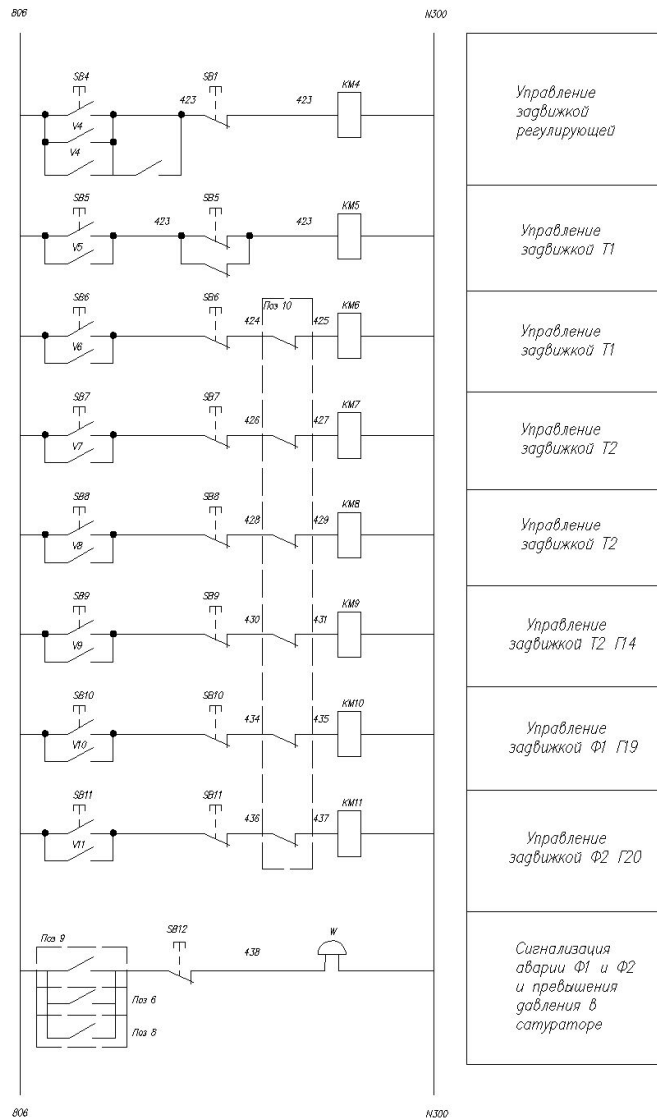 806
N300
SB4
SB1
423
423
KM4
V4
V4
Управление
задвижкой
регулирующей
SB5
SB5
423
423
KM5
V5
Управление
задвижкой Т1
SB6
SB6
Поз 10
424
425
KM6
V6
Управление
задвижкой Т1
SB7
SB7
426
427
KM7
V7
Управление
задвижкой Т2
SB8
SB8
428
429
KM8
V8
Управление
задвижкой Т2
SB9
SB9
430
431
KM9
V9
Управление
задвижкой Т2 Г14
SB10
SB10
434
435
KM10
V10
Управление
задвижкой Ф1 Г19
SB11
SB11
436
437
KM11
V11
Управление
задвижкой Ф2 Г20
Поз 9
SB12
438
W
Поз 6
Поз 8
Сигнализация
аварии Ф1 и Ф2
и превышения
давления в
сатураторе
806
N300